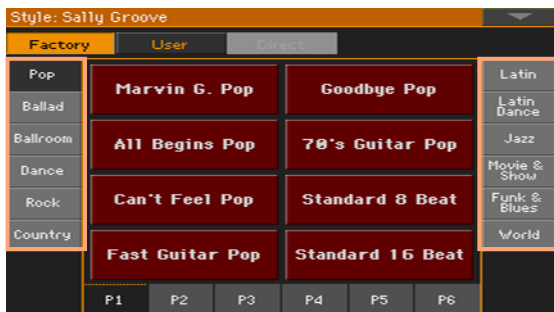 Style: Sally Groove
Factory
User
Direct
Pop
Ballad
Ballroom
Dance
Rock
Country
Marvin G. Pop
Goodbye Pop
All Begins Pop
70's Guitar Pop
Can't Feel Pop
Standard 8 Beat
Fast Guitar Pop
Standard 16 Beat
Latin
Latin
Dance
Jazz
Movie &
Show
Funk &
Blues
World
P1
P2
P3
P4
P5
P6